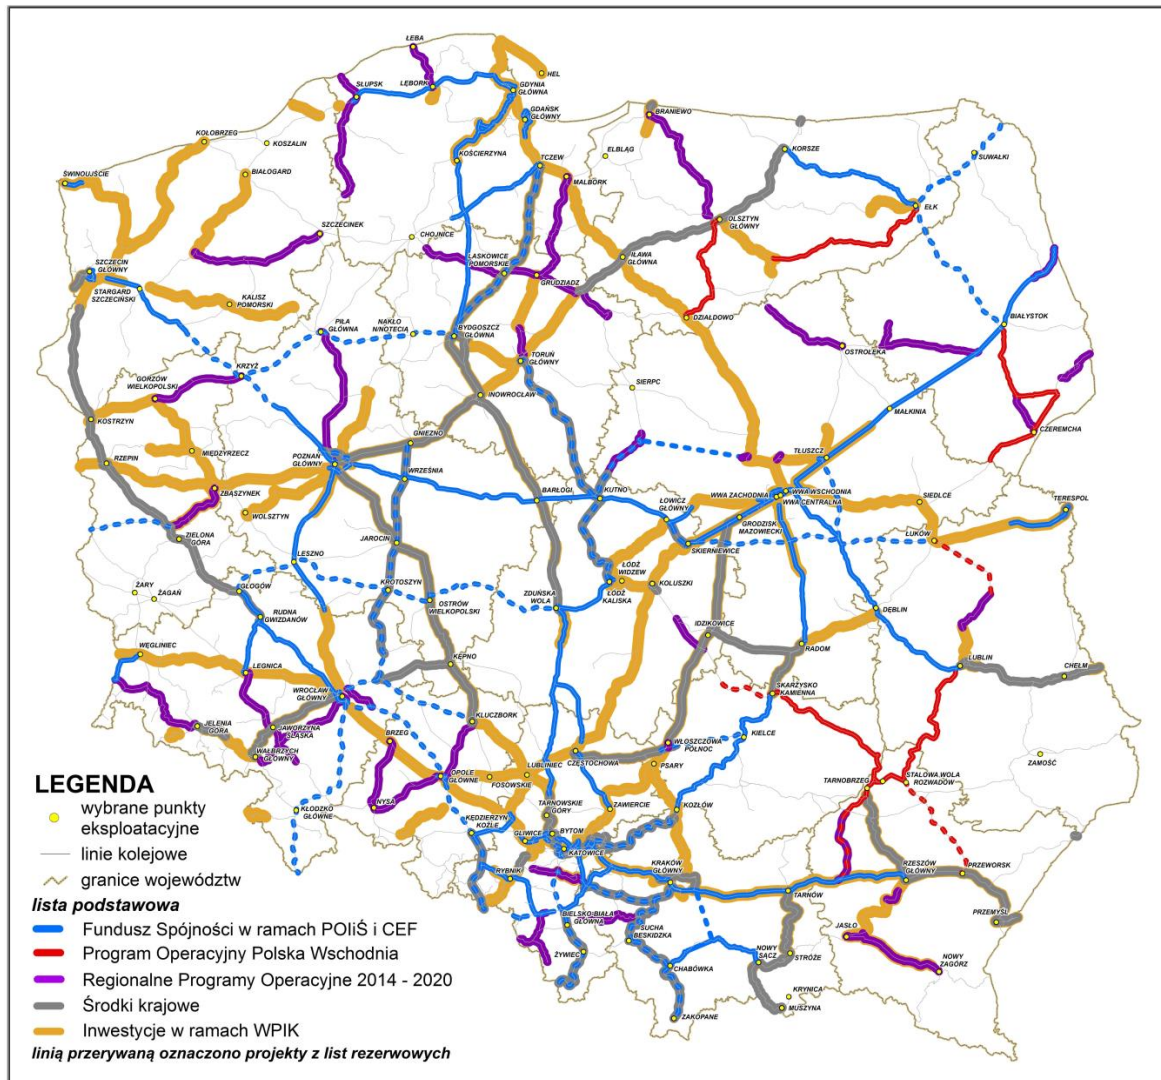 ŁEBA
SŁUPSK
LĘBORK
HEL
GDYNIA
GŁÓWNA
GDAŃSK
GŁÓWNY
BRANIEWO
KOŁOBRZEG
KOSZALIN
KORSZE
SUWAŁKI
ŚWINOUJŚCIE
BIAŁOGARD
KOŚCIERZYNA
TCZEW
ELBLĄG
MALBORK
EŁK
OLSZTYN
GŁÓWNY
SZCZECINEK
CHOJNICE
SZCZECIN
GŁÓWNY
LASKOWICE
POMORSKIE
IŁAWA
GŁÓWNA
GRUDZIĄDZ
STARGARD
SZCZECIŃSKI
KALISZ
POMORSKI
PIŁA
GŁÓWNA
NAKŁO
N/NOTECIĄ
BYDGOSZCZ
GŁÓWNA
DZIAŁDOWO
BIAŁYSTOK
OSTROŁĘKA
TORUŃ
GŁÓWNY
KRZYŻ
GORZÓW
WIELKOPOLSKI
SIERPC
INOWROCŁAW
MAŁKINIA
KOSTRZYN
CZEREMCHA
GNIEZNO
MIĘDZYRZECZ
RZEPIN
POZNAŃ
GŁÓWNY
TŁUSZCZ
WRZEŚNIA
ZBĄSZYNEK
BARŁOGI
KUTNO
WWA ZACHODNIA
WWA WSCHODNIA
WWA CENTRALNA
SIEDLCE
TERESPOL
WOLSZTYN
ŁOWICZ
GŁÓWNY
GRODZISK
MAZOWIECKI
ZIELONA
GÓRA
JAROCIN
SKIERNIEWICE
ŁUKÓW
LESZNO
ŁÓDŹ
WIDZEW
KOLUSZKI
ŁÓDŹ
KALISKA
ŻARY
ŻAGAŃ
GŁOGÓW
KROTOSZYN
OSTRÓW
WIELKOPOLSKI
ZDUŃSKA
WOLA
DĘBLIN
RUDNA
GWIZDANÓW
IDZIKOWICE
RADOM
WĘGLINIEC
LEGNICA
KĘPNO
LUBLIN
CHEŁM
WROCŁAW
GŁÓWNY
SKARŻYSKO
KAMIENNA
JELENIA
GÓRA
JAWORZYNA
ŚLĄSKA
KLUCZBORK
BRZEG
WŁOSZCZOWA
PÓŁNOC
KIELCE
WAŁBRZYCH
GŁÓWNY
LUBLINIEC
CZĘSTOCHOWA
PSARY
ZAMOŚĆ
OPOLE
GŁÓWNE
FOSOWSKIE
TARNOBRZEG
STALOWA WOLA
ROZWADÓW
NYSA
KŁODZKO
GŁÓWNE
TARNOWSKIE
GÓRY
ZAWIERCIE
KOZŁÓW
KĘDZIERZYN
KOŹLE
GLIWICE
BYTOM
KATOWICE
RYBNIK
KRAKÓW
GŁÓWNY
TARNÓW
RZESZÓW
GŁÓWNY
PRZEWORSK
BIELSKO-BIAŁA
GŁÓWNA
SUCHA
BESKIDZKA
PRZEMYŚL
JASŁO
ŻYWIEC
CHABÓWKA
NOWY
SĄCZ
STRÓŻE
NOWY
ZAGÓRZ
KRYNICA
MUSZYNA
ZAKOPANE
LEGENDA
wybrane punkty
eksploatacyjne
linie kolejowe
granice województw
lista podstawowa
Fundusz Spójności w ramach POIiŚ i CEF
Program Operacyjny Polska Wschodnia
Regionalne Programy Operacyjne 2014 - 2020
Środki krajowe
Inwestycje w ramach WPIK
linią przerywaną oznaczono projekty z list rezerwowych